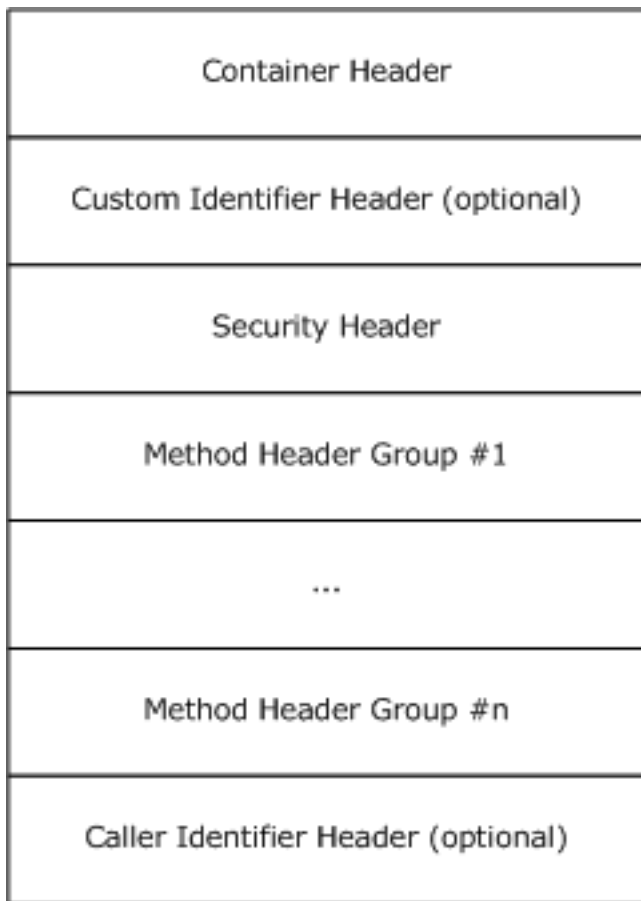 Container Header
Custom Identifier Header (optional)
Security Header
Method Header Group #1
...
Method Header Group #n
Caller Identifier Header (optional)